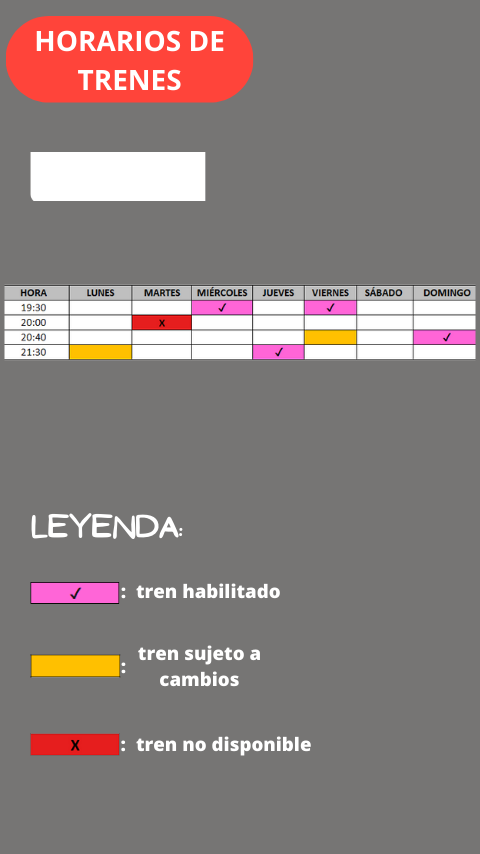 HORARIOS DE
TRENES
HORA LUNES MARTES MIÉRCOLES JUEVES VIERNES SÁBADO DOMINGO
19:30 ✓ ✓
20:00 X
20:40 ✓
21:30 ✓
LEYENDA:
✓ : tren habilitado
: tren sujeto a
cambios
X : tren no disponible